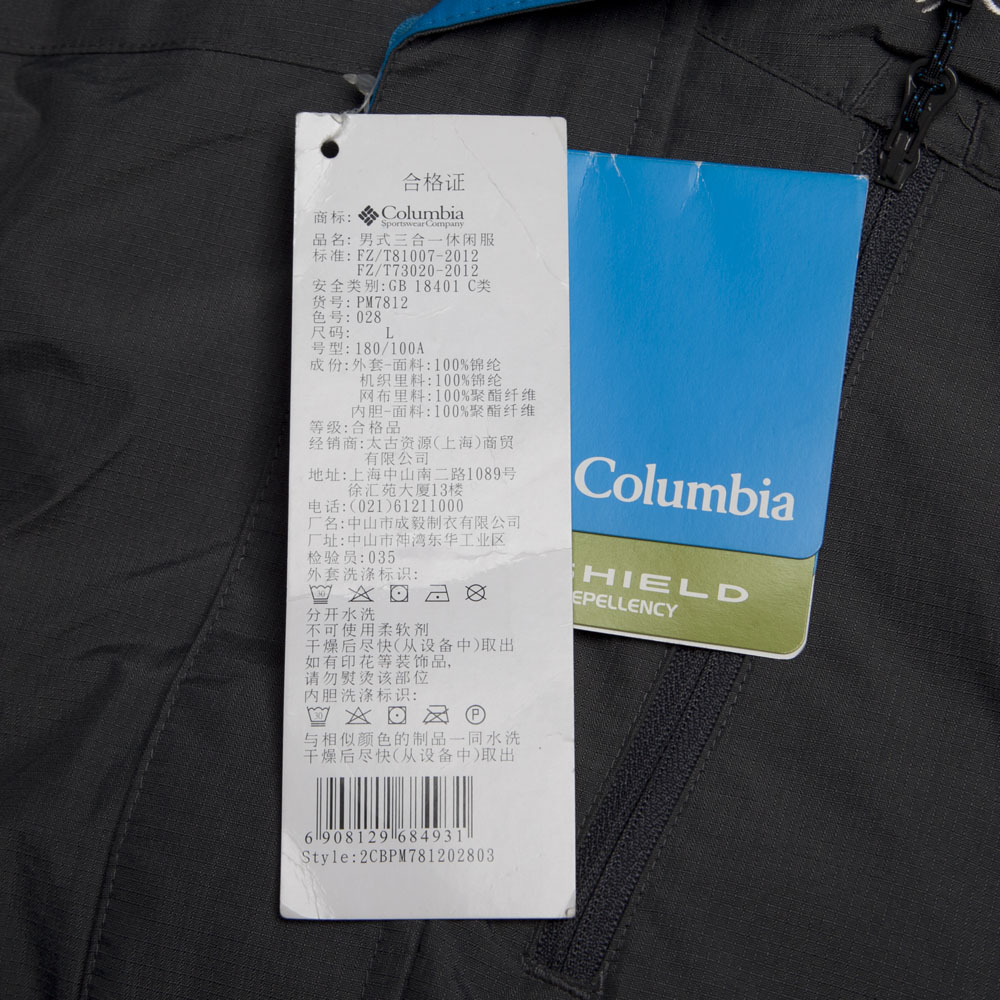 合格证
商标: Columbia
Sportswear Company
品名: 男式三合一休闲服
标准: FZ/T81007-2012
FZ/T73020-2012
安全类别:GB 18401 C类
货号: PM7812
色号: 028
尺码: L
号型: 180/100A
成份: 外套-面料:100%锦纶
机织里料:100%锦纶
网布里料:100%聚酯纤维
内胆-面料:100%聚酯纤维
等级:合格品
经销商:太古资源(上海)商贸
有限公司
地址:上海中山南二路1089号
徐汇苑大厦13楼
电话:(021)61211000
厂名:中山市成毅制衣有限公司
厂址:中山市神湾东华工业区
检验员:035
外套洗涤标识:
30
分开水洗
不可使用柔软剂
干燥后尽快(从设备中)取出
如有印花等装饰品,
请勿熨烫该部位
内胆洗涤标识:
30 P
与相似颜色的制品一同水洗
干燥后尽快(从设备中)取出
6 908129 684931
Style:2CBPM781202803
Columbia
HIELD
EPELLENCY